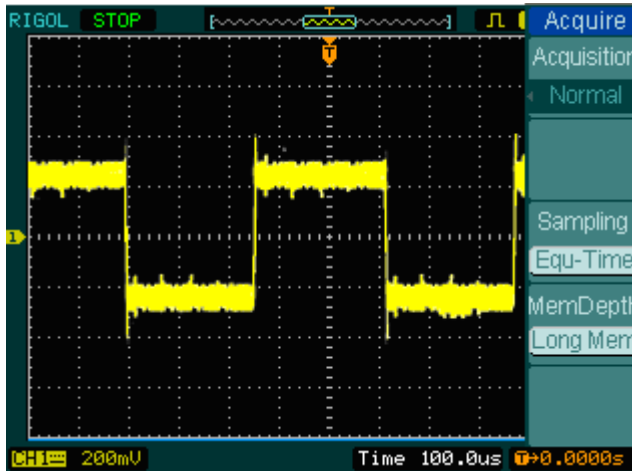 RIGOL STOP
T
T
1
Acquire
Acquisition
Normal
Sampling
Equ-Time
MemDepth
Long Mem
CH1 200mV Time 100.0us T→0.0000s